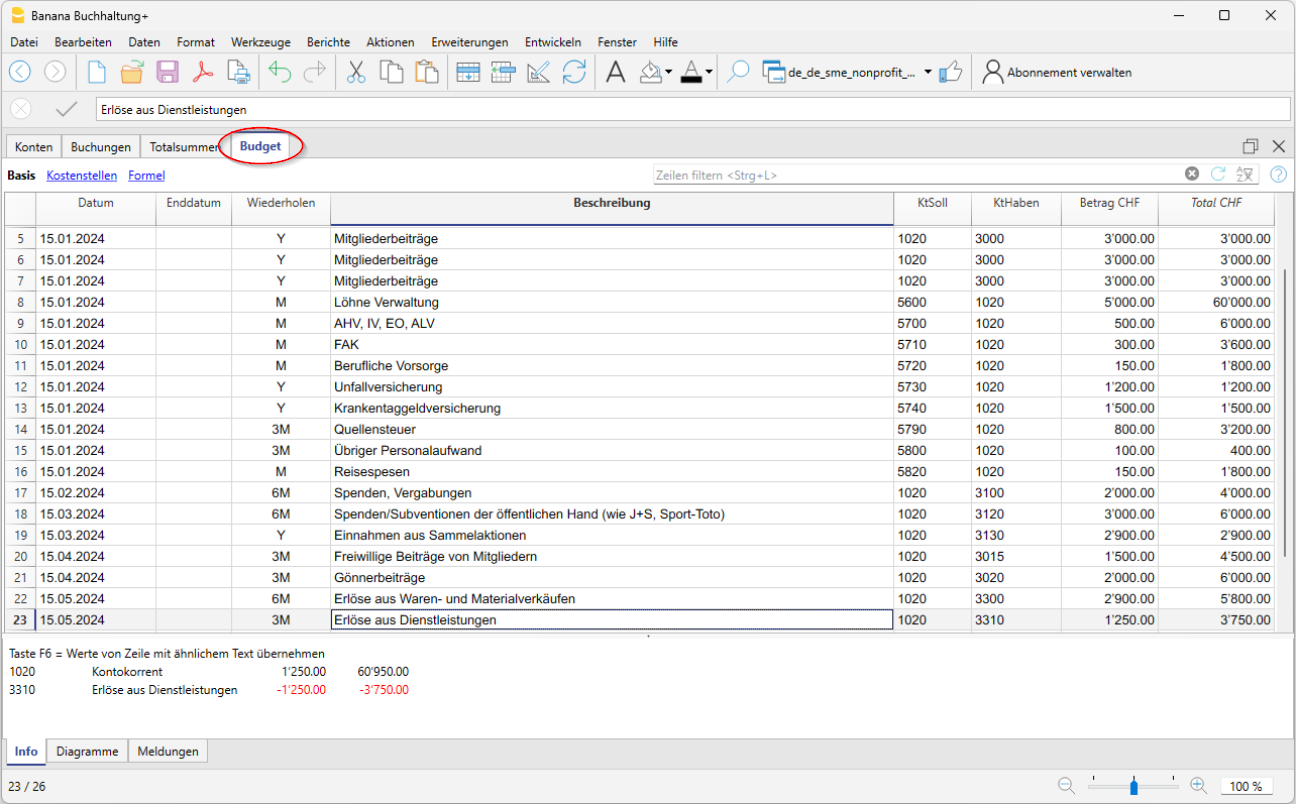 Banana Buchhaltung+
Datei Bearbeiten Daten Format Werkzeuge Berichte Aktionen Erweiterungen Entwickeln Fenster Hilfe
de_de_sme_nonprofit_... Abonnement verwalten
Erlöse aus Dienstleistungen
Konten Buchungen Totalsummen Budget
Basis Kostenstellen Formel Zeilen filtern <Strg+L>
Datum Enddatum Wiederholen Beschreibung KtSoll KtHaben Betrag CHF Total CHF
5 15.01.2024 Y Mitgliederbeiträge 1020 3000 3'000.00 3'000.00
6 15.01.2024 Y Mitgliederbeiträge 1020 3000 3'000.00 3'000.00
7 15.01.2024 Y Mitgliederbeiträge 1020 3000 3'000.00 3'000.00
8 15.01.2024 M Löhne Verwaltung 5600 1020 5'000.00 60'000.00
9 15.01.2024 M AHV, IV, EO, ALV 5700 1020 500.00 6'000.00
10 15.01.2024 M FAK 5710 1020 300.00 3'600.00
11 15.01.2024 M Berufliche Vorsorge 5720 1020 150.00 1'800.00
12 15.01.2024 Y Unfallversicherung 5730 1020 1'200.00 1'200.00
13 15.01.2024 Y Krankentaggeldversicherung 5740 1020 1'500.00 1'500.00
14 15.01.2024 3M Quellensteuer 5790 1020 800.00 3'200.00
15 15.01.2024 3M Übriger Personalaufwand 5800 1020 100.00 400.00
16 15.01.2024 M Reisespesen 5820 1020 150.00 1'800.00
17 15.02.2024 6M Spenden, Vergabungen 1020 3100 2'000.00 4'000.00
18 15.03.2024 6M Spenden/Subventionen der öffentlichen Hand (wie J+S, Sport-Toto) 1020 3120 3'000.00 6'000.00
19 15.03.2024 Y Einnahmen aus Sammelaktionen 1020 3130 2'900.00 2'900.00
20 15.04.2024 3M Freiwillige Beiträge von Mitgliedern 1020 3015 1'500.00 4'500.00
21 15.04.2024 3M Gönnerbeiträge 1020 3020 2'000.00 6'000.00
22 15.05.2024 6M Erlöse aus Waren- und Materialverkäufen 1020 3300 2'900.00 5'800.00
23 15.05.2024 3M Erlöse aus Dienstleistungen 1020 3310 1'250.00 3'750.00
Taste F6 = Werte von Zeile mit ähnlichem Text übernehmen
1020 Kontokorrent 1'250.00 60'950.00
3310 Erlöse aus Dienstleistungen -1'250.00 -3'750.00
Info Diagramme Meldungen
23 / 26 100 %